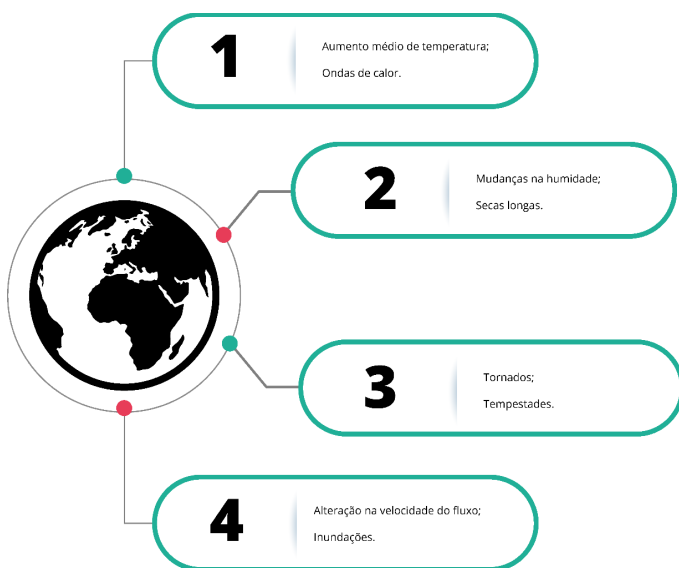 1
Aumento médio de temperatura;
Ondas de calor.
2
Mudanças na humidade;
Secas longas.
3
Tornados;
Tempestades.
4
Alteração na velocidade do fluxo;
Inundações.